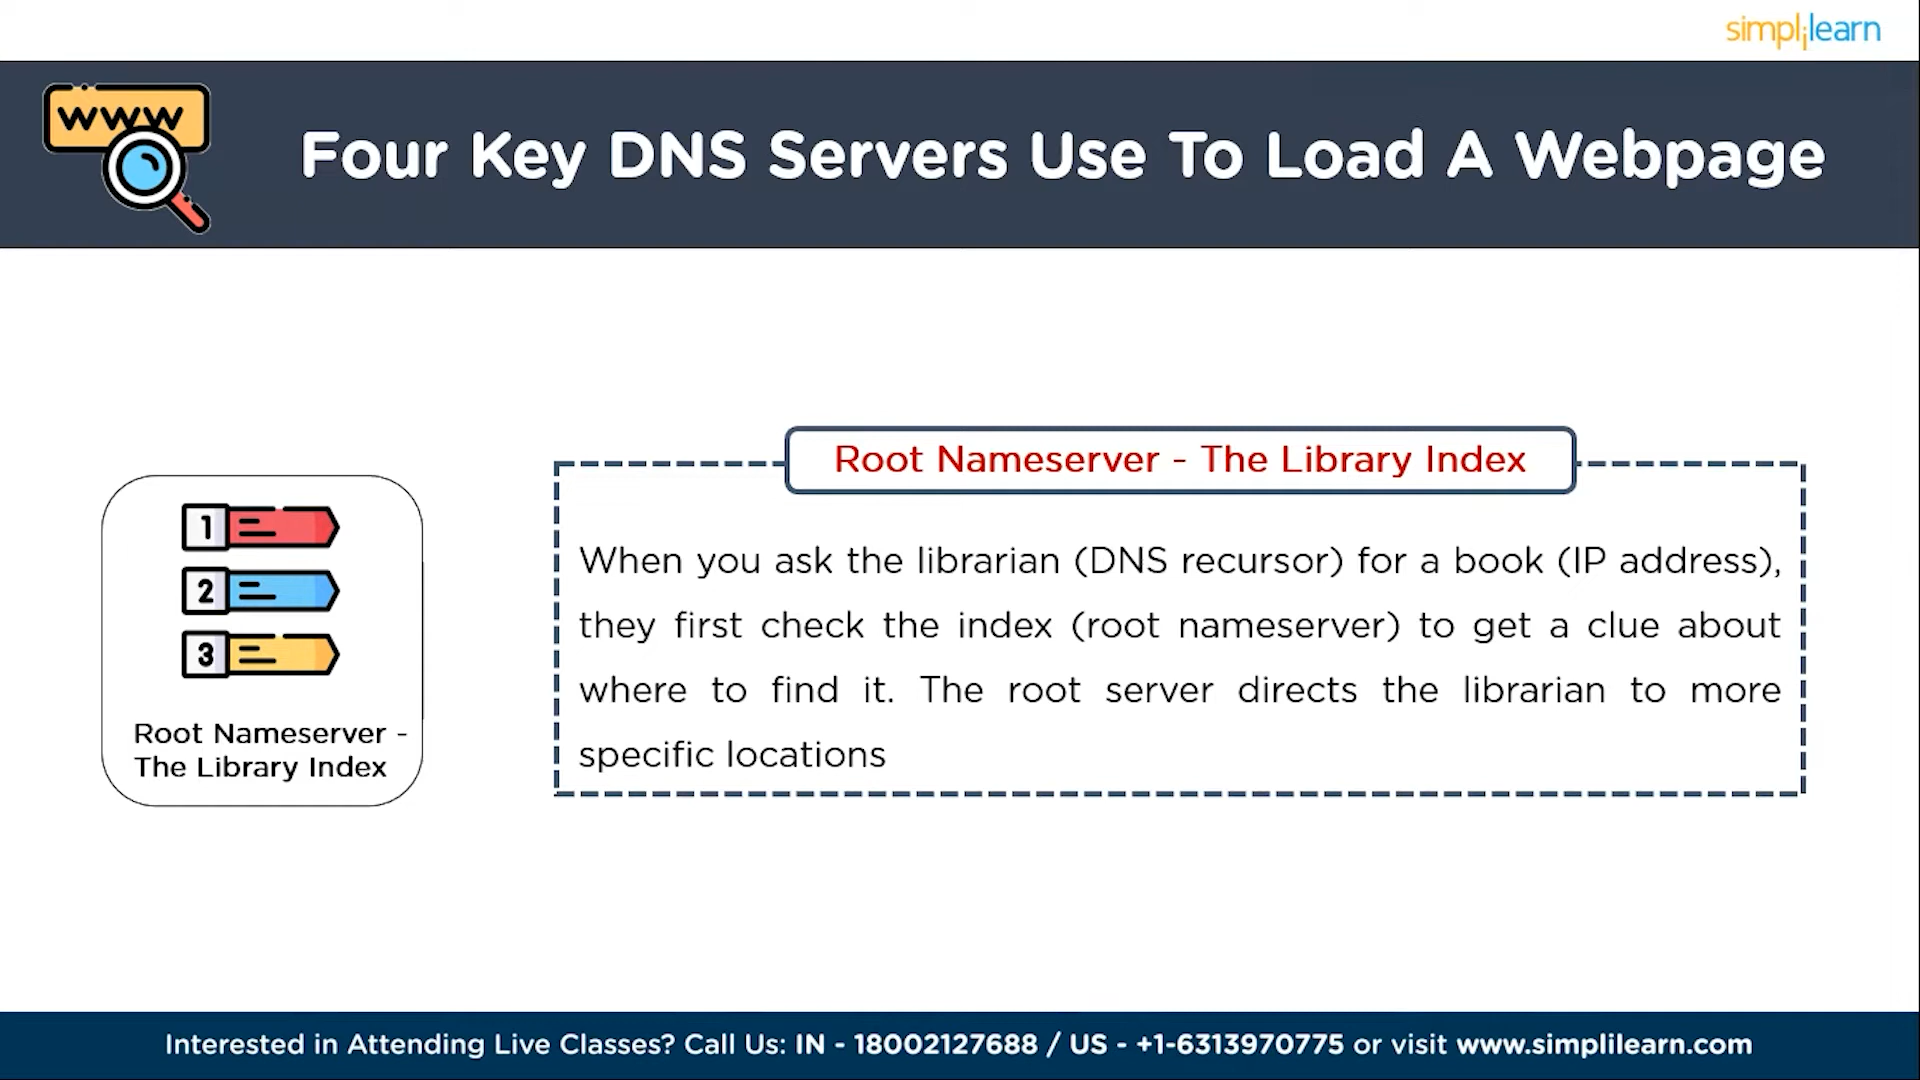 simplilearn
www
Four Key DNS Servers Use To Load A Webpage
1
2
3
Root Nameserver -
The Library Index
Root Nameserver - The Library Index
When you ask the librarian (DNS recursor) for a book (IP address),
they first check the index (root nameserver) to get a clue about
where to find it. The root server directs the librarian to more
specific locations
Interested in Attending Live Classes? Call Us: IN - 18002127688 / US - +1-6313970775 or visit www.simplilearn.com